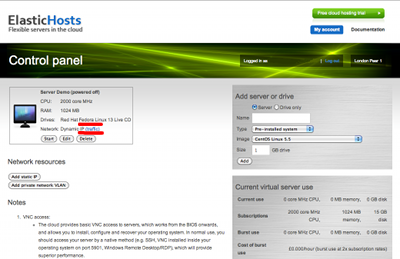 ElasticHosts
Flexible servers in the cloud
Free cloud hosting trial
My account
Documentation
Control panel
Logged in as:
London Peer 1
Server Demo (powered off)
CPU: 2000 core MHz
RAM: 1024 MB
Drives: Red Hat Fedora Linux 13 Live CD
Network: Dynamic IP (traffic)
Start Edit Delete
Network resources
Add static IP
Add private network VLAN
Notes
1. VNC access:
The cloud provides basic VNC access to servers, which works from the BIOS onwards,
and allows you to install, configure and recover your operating system. In normal use, you
should access your server by a native method (e.g. SSH, VNC installed inside your
operating system on port 5901, Windows Remote Desktop/RDP), which will provide
superior performance.
Add server or drive
Server Drive only
Name
Type Pre-installed system
Image CentOS Linux 5.5
Size 1 GB drive
Add
Current virtual server use
Current use 0 core MHz CPU, 0 MB memory, 0 GB disk
Subscriptions 2000 core MHz CPU, 1024 MB memory, 10 GB disk
Burst use 0 core MHz CPU, 0 MB memory, 0 GB disk
Cost of burst use £0.000/hour (burst use at 2x subscription rates)